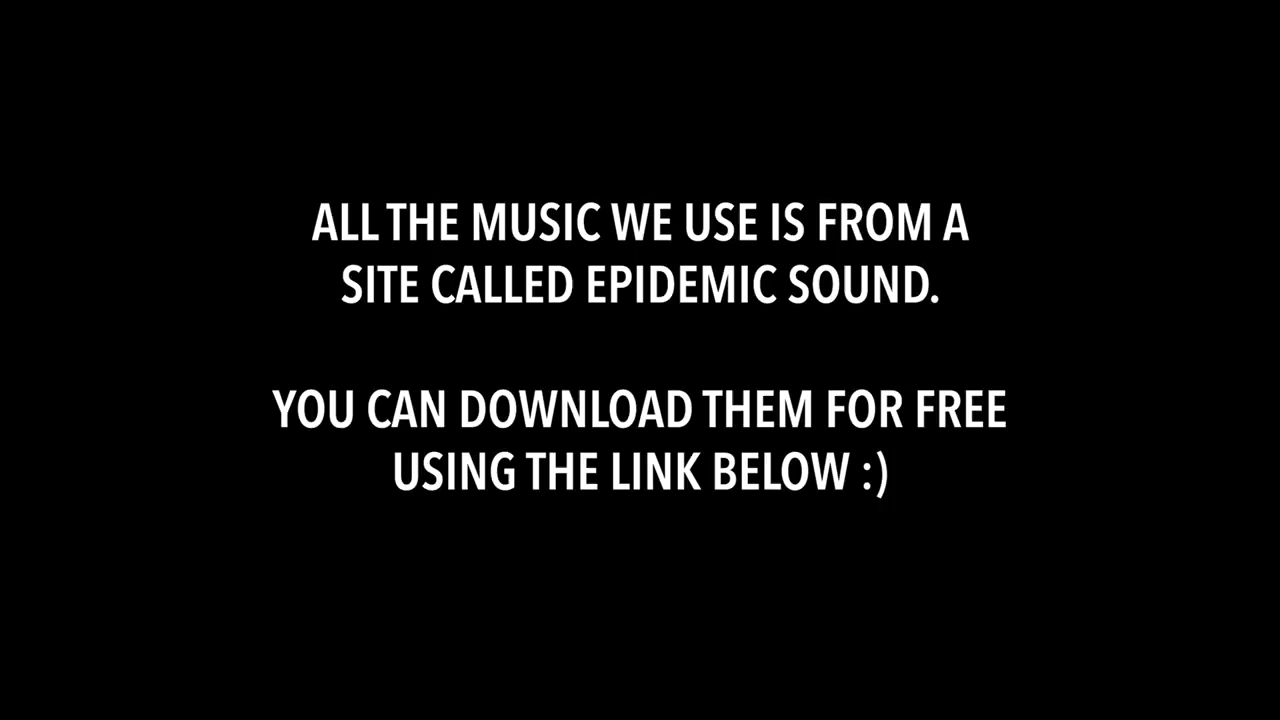 ALL THE MUSIC WE USE IS FROM A
SITE CALLED EPIDEMIC SOUND.
YOU CAN DOWNLOAD THEM FOR FREE
USING THE LINK BELOW :)